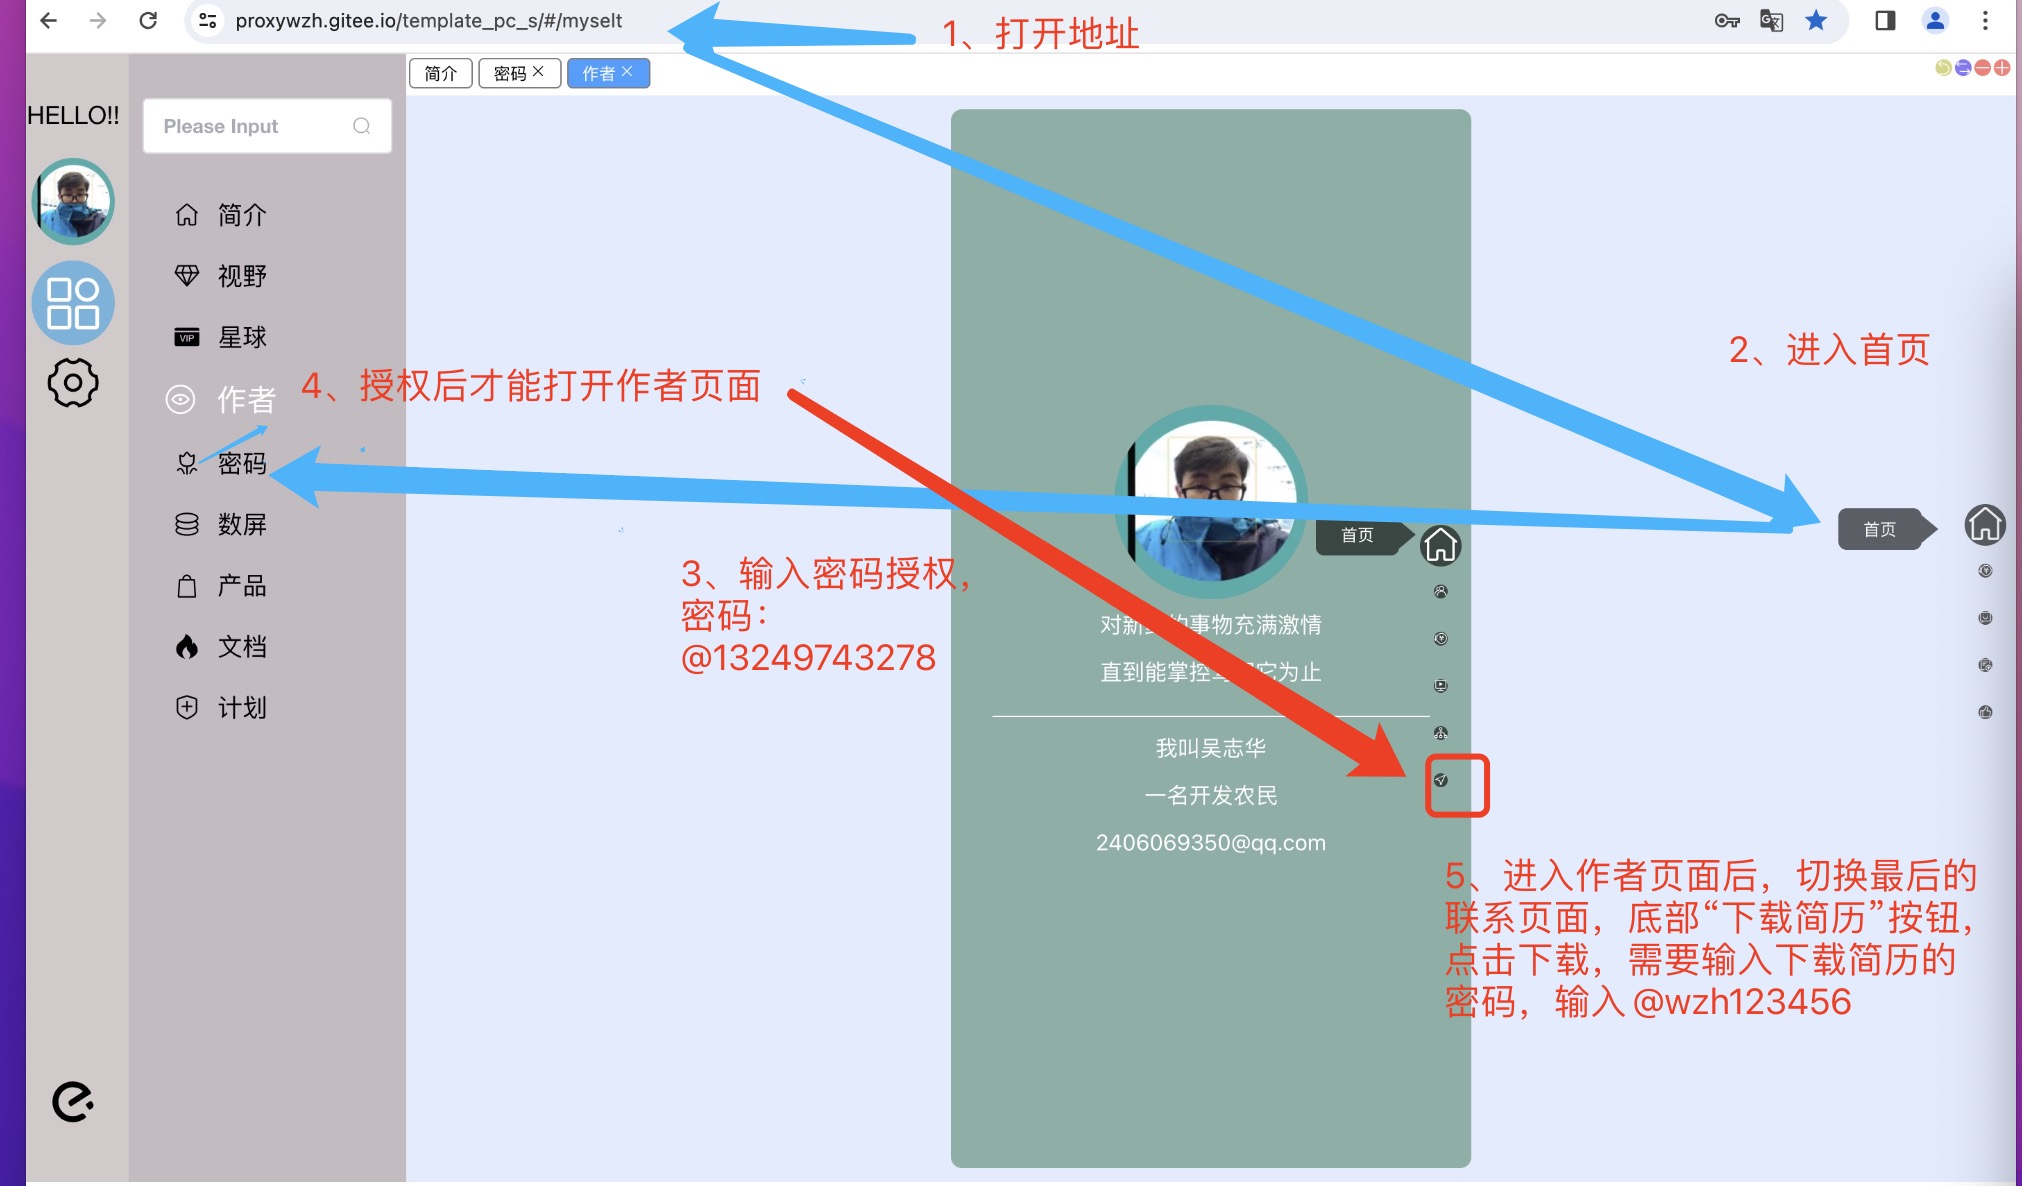 proxywzh.gitee.io/template_pc_s/#/myselt
1、打开地址
简介
密码
作者
HELLO!!
Please Input
简介
视野
VIP
星球
作者
4、授权后才能打开作者页面
密码
数屏
产品
文档
计划
2、进入首页
首页
首页
3、输入密码授权，
密码：
@13249743278
对新
的事物充满激情
直到能掌控
它为止
我叫吴志华
一名开发农民
2406069350@qq.com
5、进入作者页面后，切换最后的
联系页面，底部“下载简历”按钮，
点击下载，需要输入下载简历的
密码，输入@wzh123456